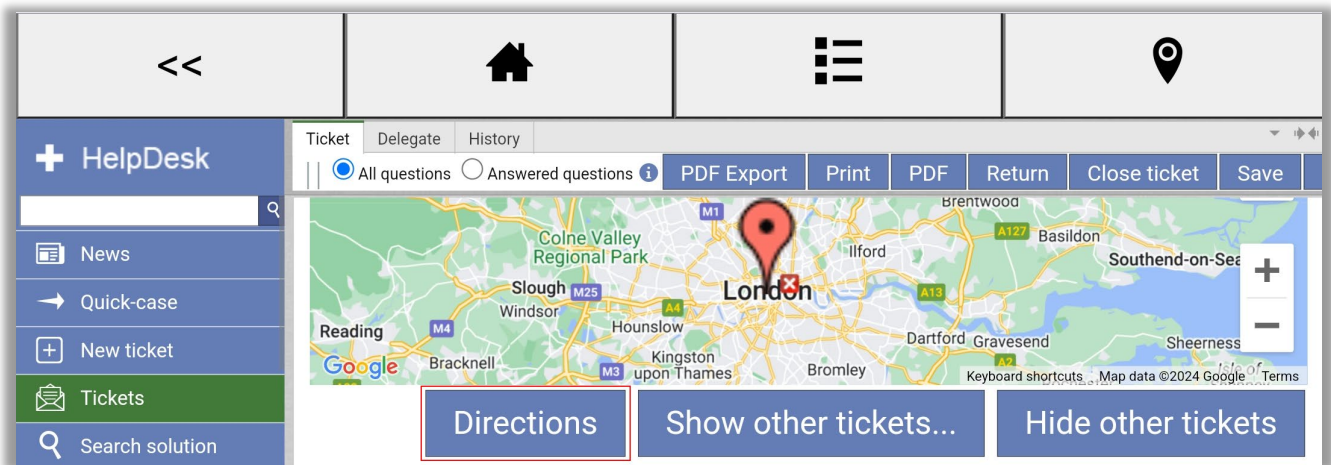 <<
HelpDesk
News
Quick-case
New ticket
Tickets
Search solution
Ticket Delegate History
All questions Answered questions i PDF Export Print PDF Return Close ticket Save
Brentwood
M1
A127 Basildon
Colne Valley
Regional Park
Ilford
Southend-on-Sea
Slough M25
London
A13
Windsor
A4
Reading M4 Hounslow
Dartford Gravesend Sheerness
Google Bracknell Kingston
upon Thames
M3 Bromley
A2
Isle of
Keyboard shortcuts Map data ©2024 Google Terms
+
−
Directions Show other tickets... Hide other tickets